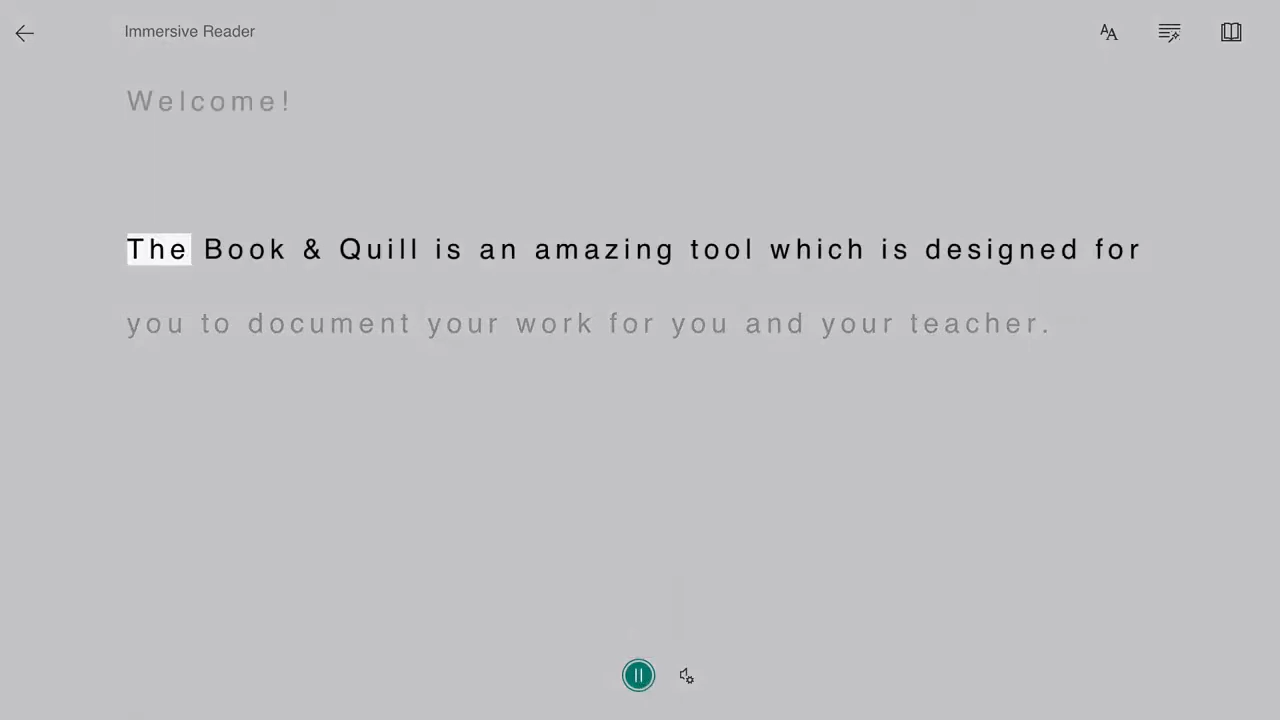 Immersive Reader
Welcome!
The Book & Quill is an amazing tool which is designed for
you to document your work for you and your teacher.